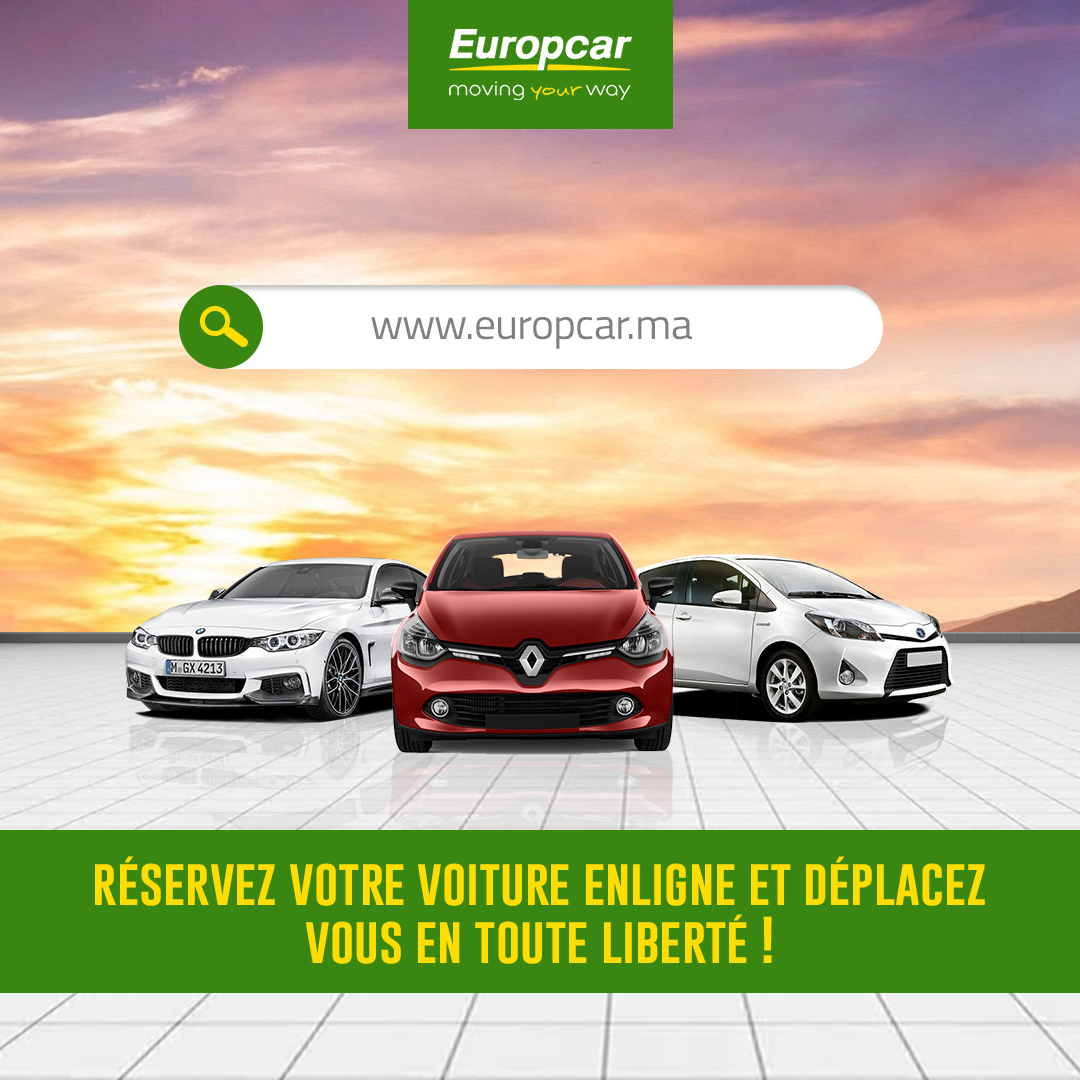 Europcar
moving your way
www.europcar.ma
M GX 4213
RÉSERVEZ VOTRE VOITURE ENLIGNE ET DÉPLACEZ
VOUS EN TOUTE LIBERTÉ !